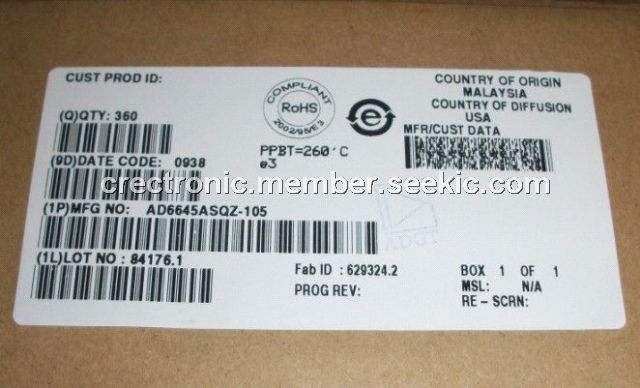 CUST PROD ID:
(Q)QTY: 360
(9D)DATE CODE: 0938
(1P)MFG NO: AD6645ASQZ-105
(1L)LOT NO : 84176.1
COMPLIANT
RoHS
2002/95/E3
e
PPBT=260°C
e3
COUNTRY OF ORIGIN
MALAYSIA
COUNTRY OF DIFFUSION
USA
MFR/CUST DATA
crectronic.member.seekic.com
ADGT
Fab ID : 629324.2
PROG REV:
BOX 1 OF 1
MSL: N/A
RE - SCRN: